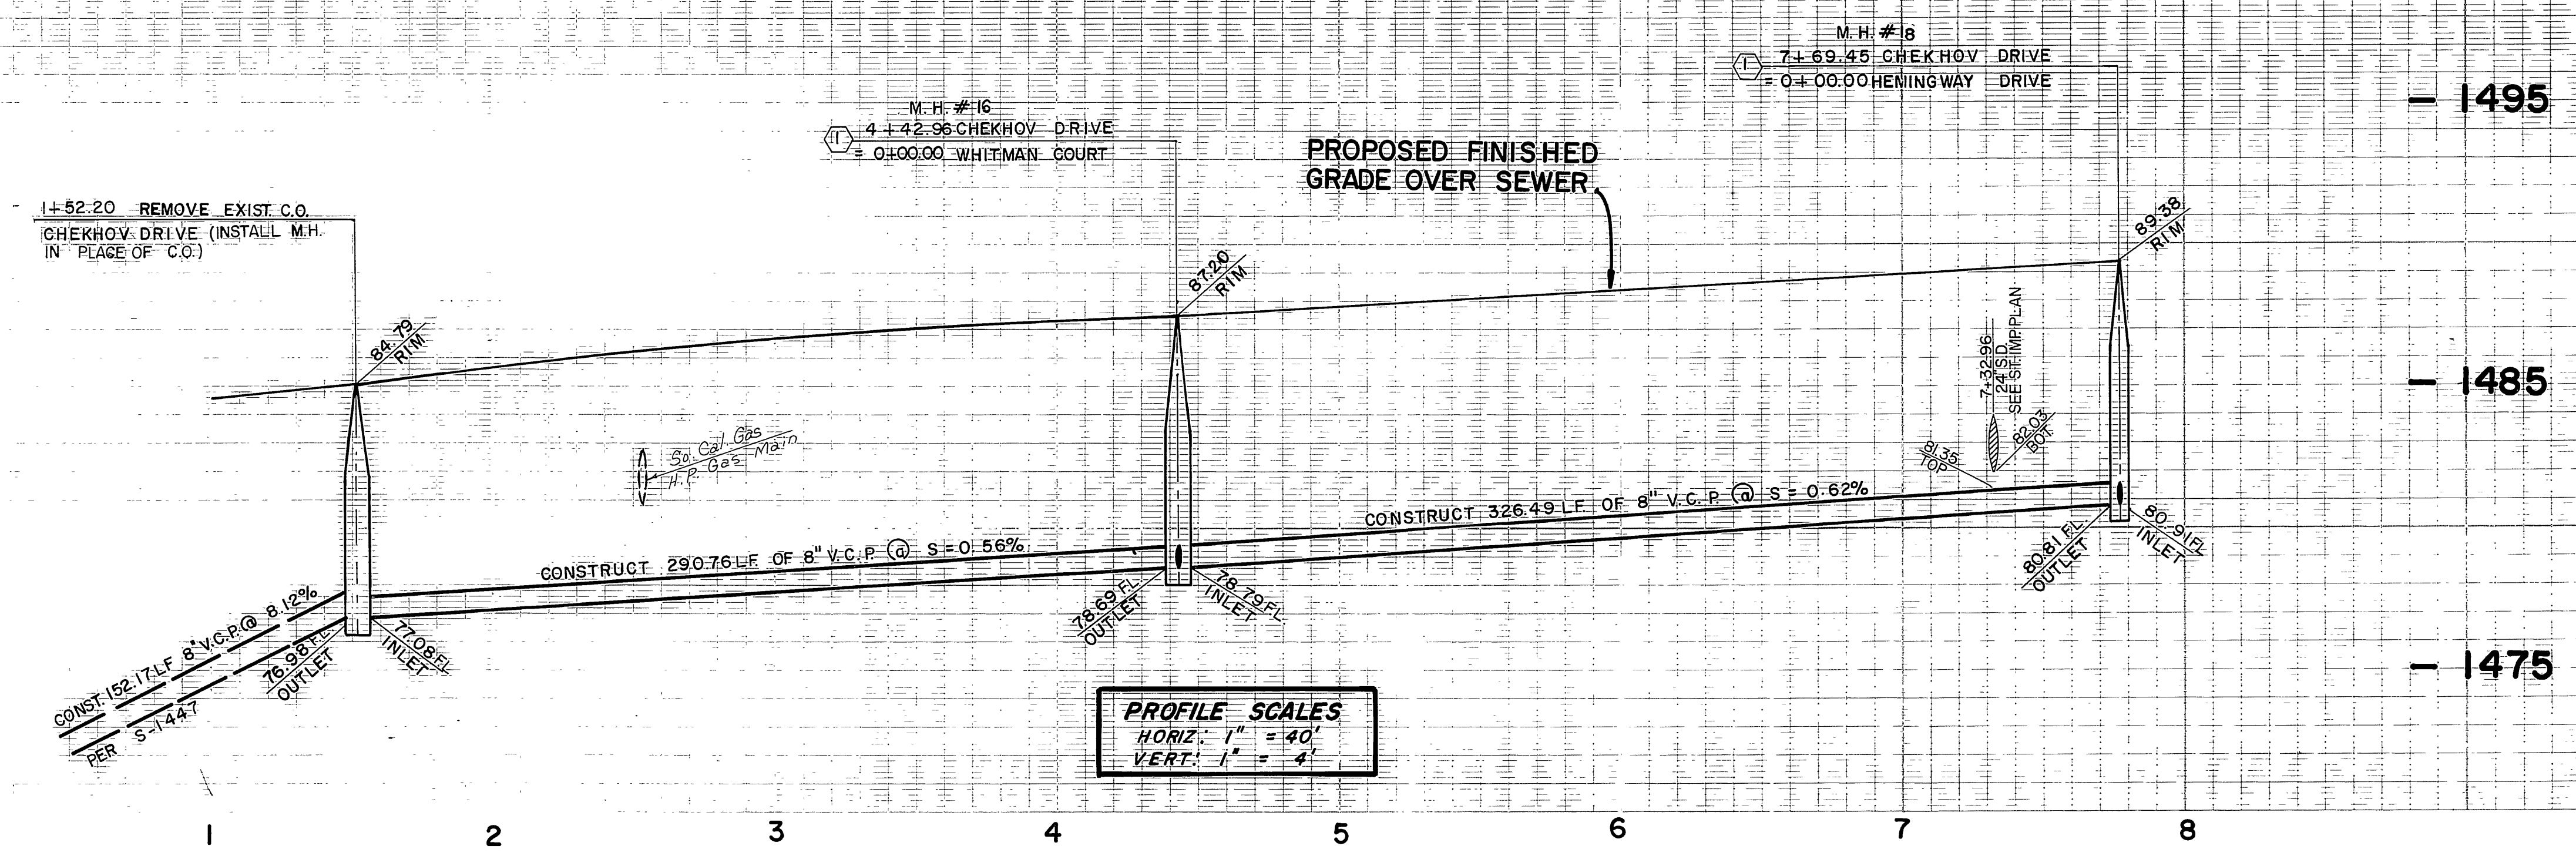 M.H. #18
1
7+69.45 CHEKHOV DRIVE
= 0+00.00 HEMINGWAY DRIVE
- 1495
M.H. #16
1
4+42.96 CHEKHOV DRIVE
= 0+00.00 WHITMAN COURT
PROPOSED FINISHED
GRADE OVER SEWER
1+52.20 REMOVE EXIST. C.O.
CHEKHOV DRIVE (INSTALL M.H.
IN PLACE OF C.O.)
84.79
RIM
87.20
RIM
89.38
RIM
7+32.96
24" S.D.
SEE ST. IMP. PLAN
- 1485
So. Cal. Gas
H.P. Gas Main
81.35
TOP
82.03
BOT.
CONSTRUCT 290.76 L.F. OF 8" V.C.P. @ S=0.56%
CONSTRUCT 326.49 L.F. OF 8" V.C.P. @ S = 0.62%
CONST. 152.17 LF 8" V.C.P. @ 8.12%
PER S-1447
76.98 FL.
OUTLET
77.08 FL
INLET
78.69 FL.
OUTLET
78.79 FL.
INLET
80.81 FL.
OUTLET
80.91 FL
INLET
- 1475
PROFILE SCALES
HORIZ: 1" = 40'
VERT: 1" = 4'
1 2 3 4 5 6 7 8